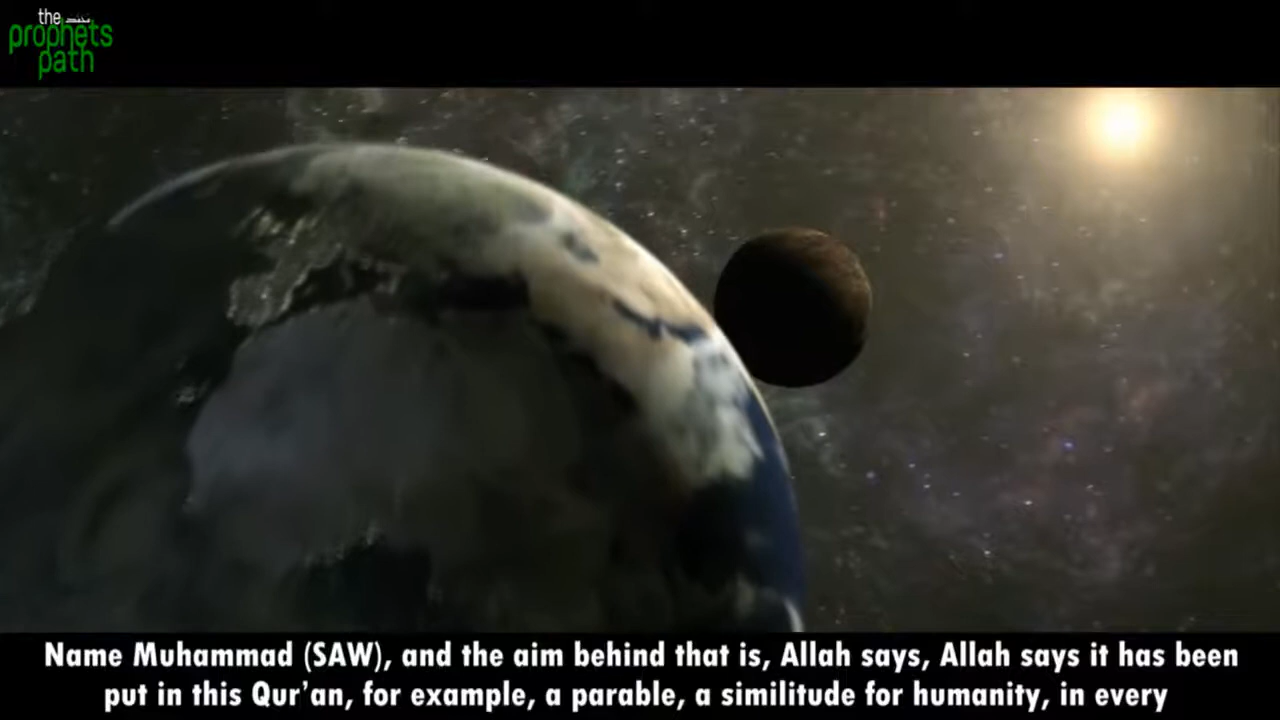 the
prophets
path
Name Muhammad (SAW), and the aim behind that is, Allah says, Allah says it has been
put in this Qur’an, for example, a parable, a similitude for humanity, in every